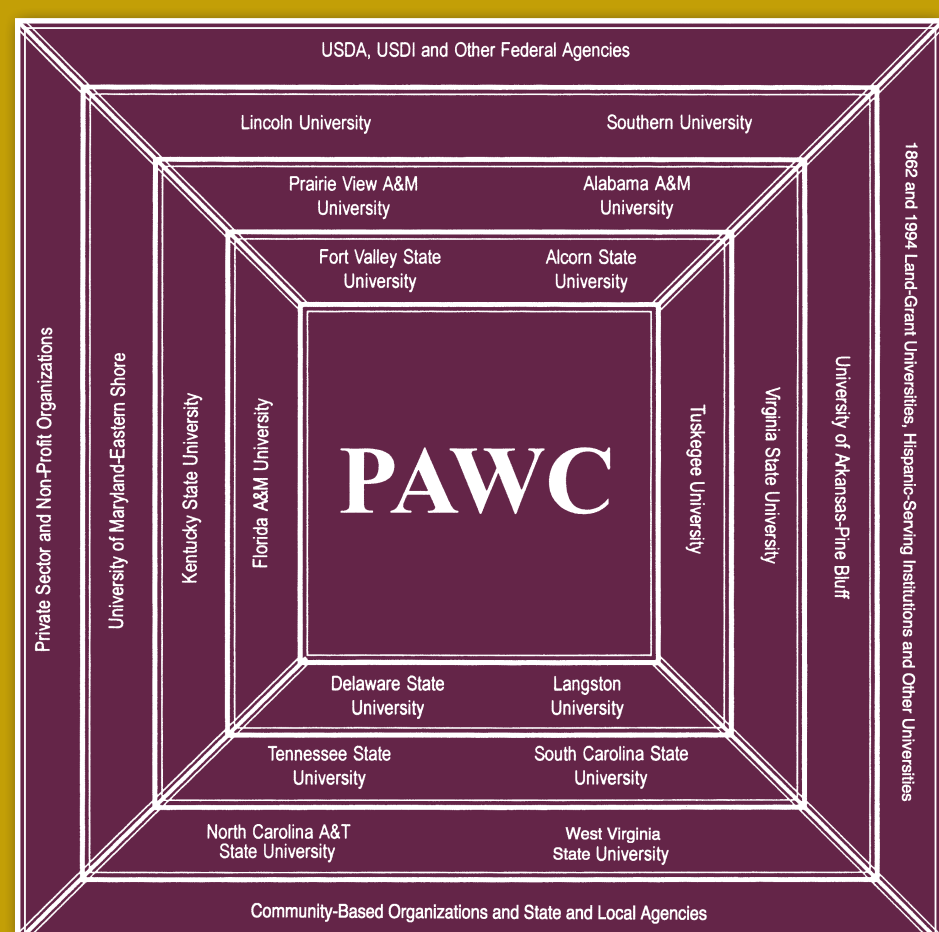 USDA, USDI and Other Federal Agencies
Lincoln University
Southern University
Prairie View A&M
University
Alabama A&M
University
Fort Valley State
University
Alcorn State
University
Private Sector and Non-Profit Organizations
University of Maryland-Eastern Shore
Kentucky State University
Florida A&M University
PAWC
Tuskegee University
Virginia State University
University of Arkansas-Pine Bluff
1862 and 1994 Land-Grant Universities, Hispanic-Serving Institutions and Other Universities
Delaware State
University
Langston
University
Tennessee State
University
South Carolina State
University
North Carolina A&T
State University
West Virginia
State University
Community-Based Organizations and State and Local Agencies